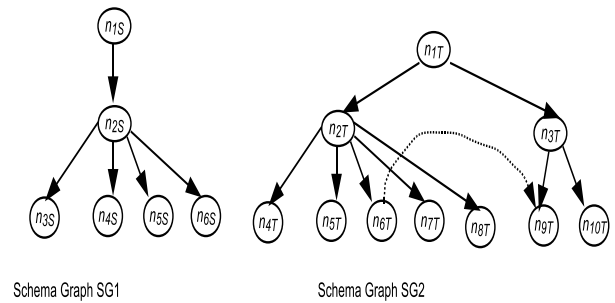 n1S
n1T
n2S
n2T
n3T
n3S
n4S
n5S
n6S
n4T
n5T
n6T
n7T
n8T
n9T
n10T
Schema Graph SG1
Schema Graph SG2